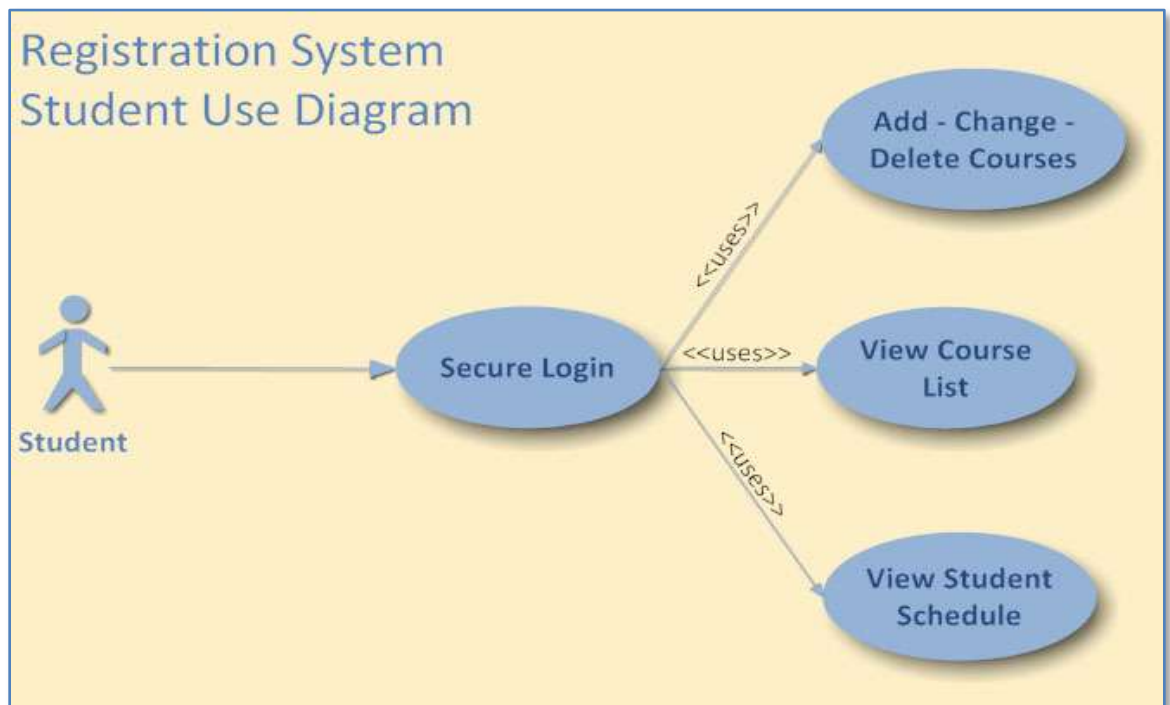 Registration System
Student Use Diagram
Add - Change -
Delete Courses
<<uses>>
Student
Secure Login
<<uses>>
View Course
List
<<uses>>
View Student
Schedule